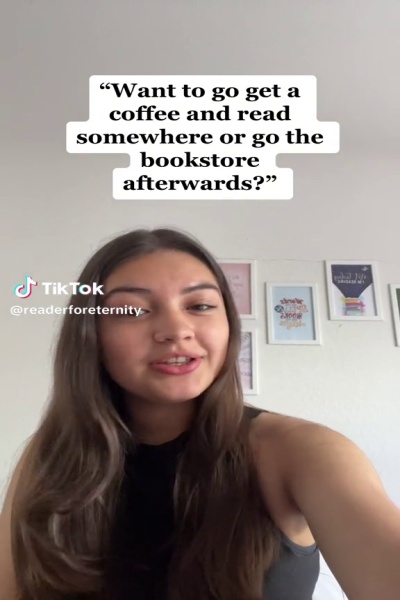 “Want to go get a
coffee and read
somewhere or go the
bookstore
afterwards?”
TikTok
@readerforeternity